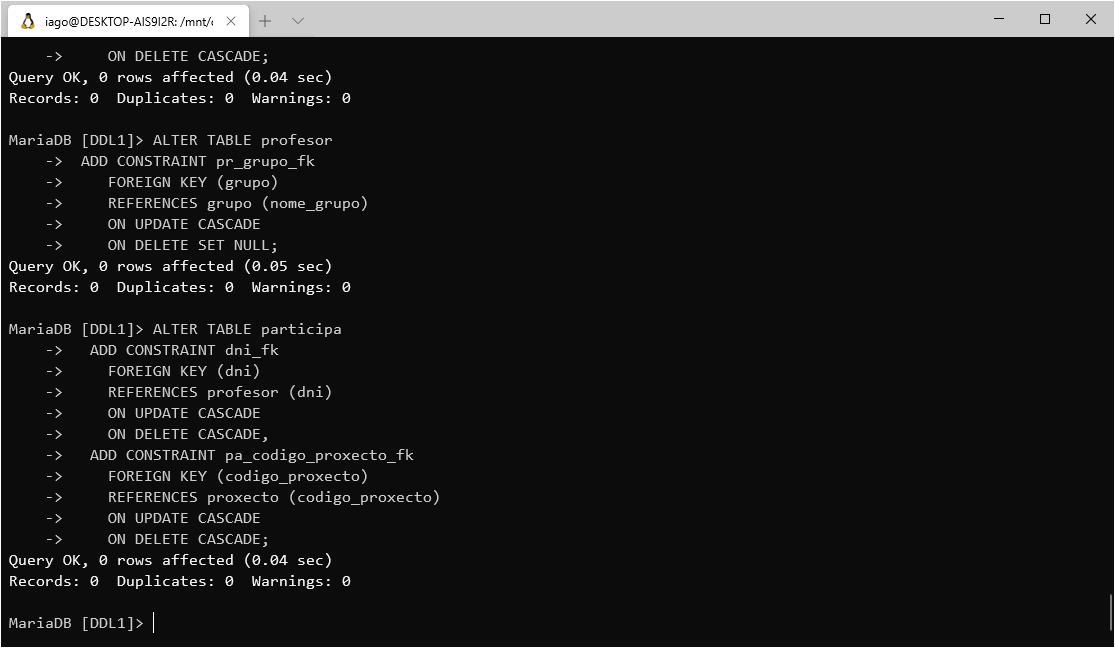 iago@DESKTOP-AIS9I2R: /mnt/
    ->     ON DELETE CASCADE;
Query OK, 0 rows affected (0.04 sec)
Records: 0  Duplicates: 0  Warnings: 0
MariaDB [DDL1]> ALTER TABLE profesor
    ->  ADD CONSTRAINT pr_grupo_fk
    ->     FOREIGN KEY (grupo)
    ->     REFERENCES grupo (nome_grupo)
    ->     ON UPDATE CASCADE
    ->     ON DELETE SET NULL;
Query OK, 0 rows affected (0.05 sec)
Records: 0  Duplicates: 0  Warnings: 0
MariaDB [DDL1]> ALTER TABLE participa
    ->   ADD CONSTRAINT dni_fk
    ->     FOREIGN KEY (dni)
    ->     REFERENCES profesor (dni)
    ->     ON UPDATE CASCADE
    ->     ON DELETE CASCADE,
    ->   ADD CONSTRAINT pa_codigo_proxecto_fk
    ->     FOREIGN KEY (codigo_proxecto)
    ->     REFERENCES proxecto (codigo_proxecto)
    ->     ON UPDATE CASCADE
    ->     ON DELETE CASCADE;
Query OK, 0 rows affected (0.04 sec)
Records: 0  Duplicates: 0  Warnings: 0
MariaDB [DDL1]>